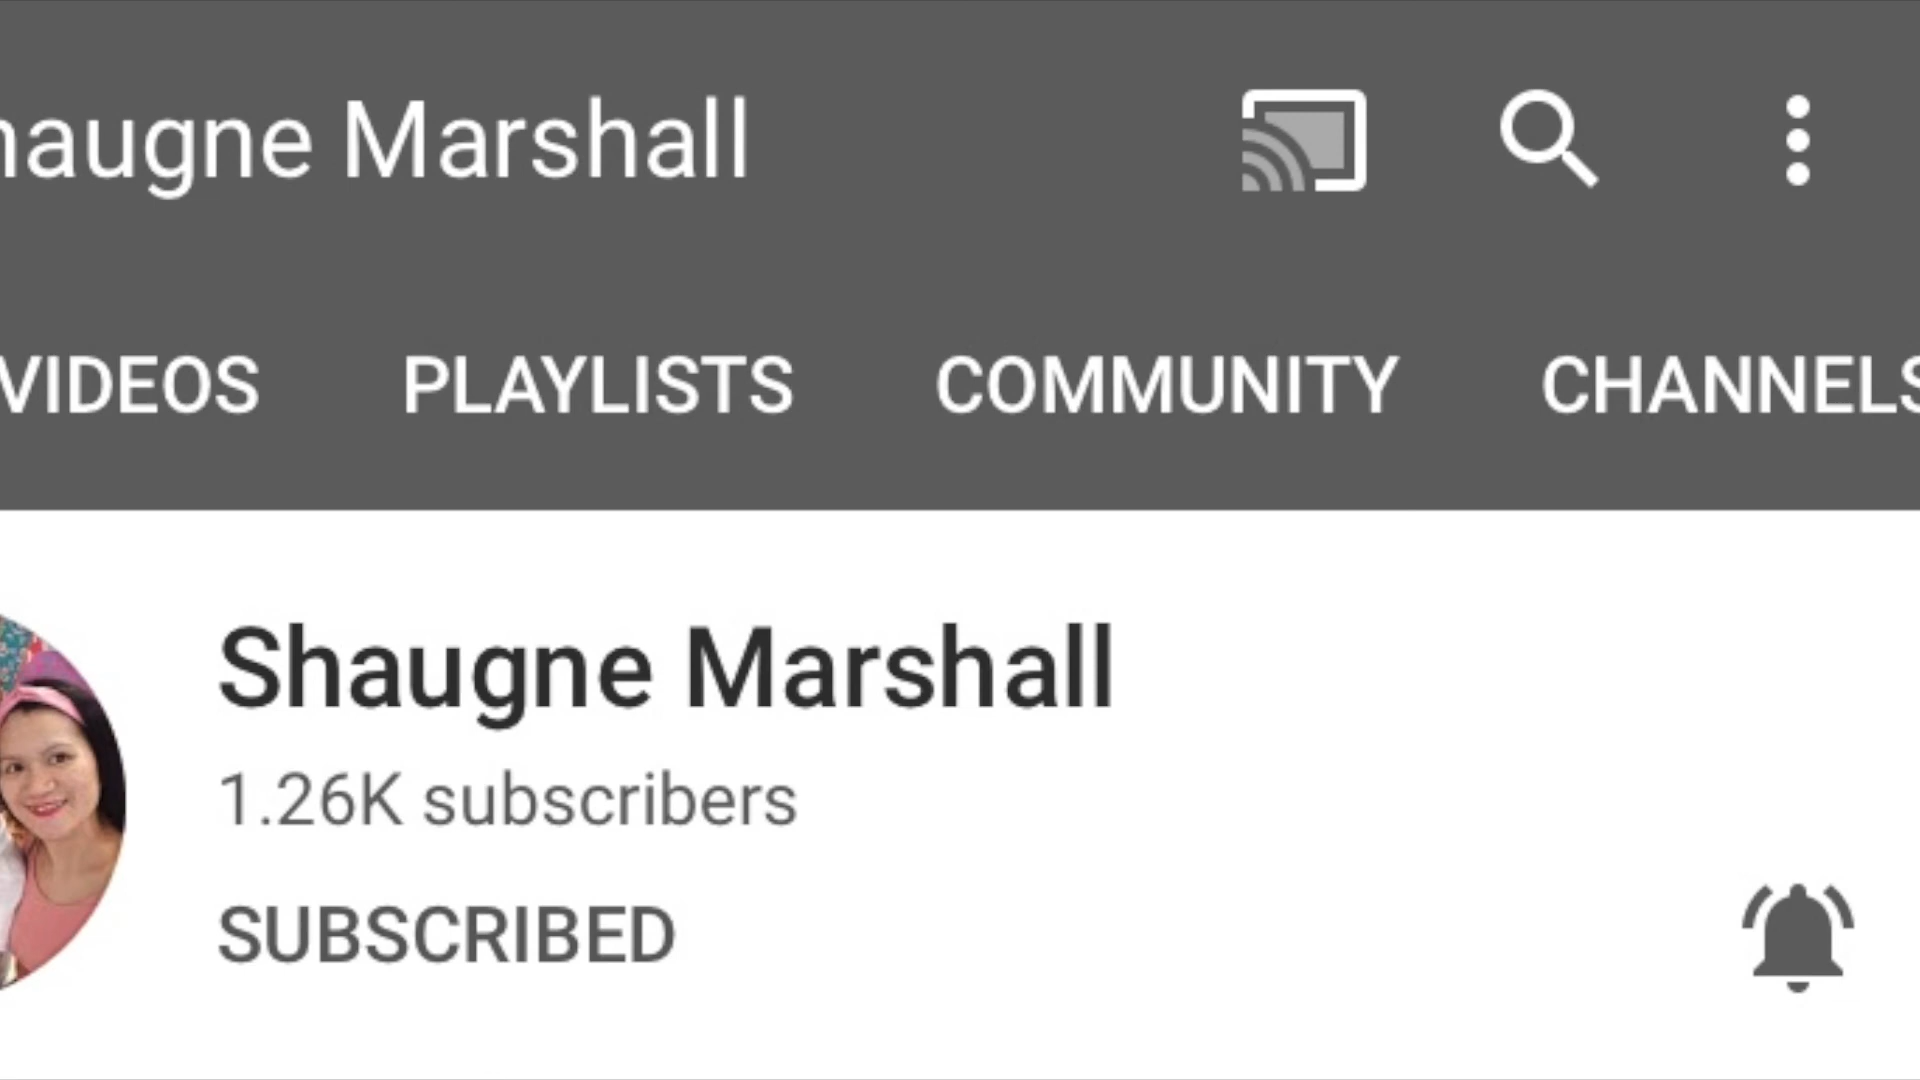 haugne Marshall
VIDEOS PLAYLISTS COMMUNITY CHANNELS
Shaugne Marshall
1.26K subscribers
SUBSCRIBED